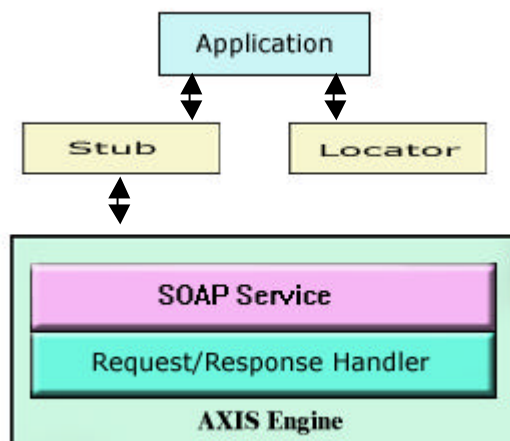 Application
Stub
Locator
SOAP Service
Request/Response Handler
AXIS Engine